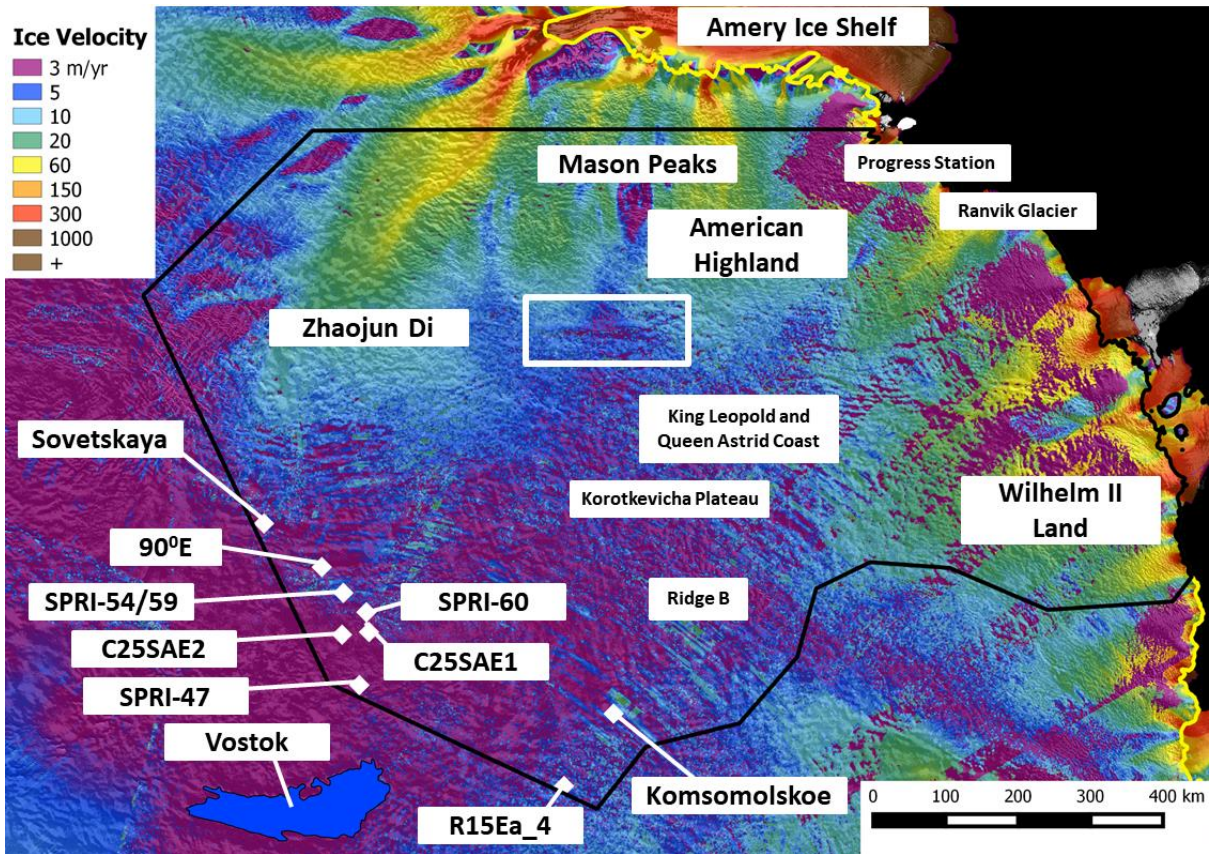 Ice Velocity
3 m/yr
5
10
20
60
150
300
1000
+
Amery Ice Shelf
Mason Peaks
Progress Station
Ranvik Glacier
American
Highland
Zhaojun Di
King Leopold and
Queen Astrid Coast
Sovetskaya
Korotkevicha Plateau
Wilhelm II
Land
90⁰E
SPRI-54/59
SPRI-60
Ridge B
C25SAE2
C25SAE1
SPRI-47
Vostok
Komsomolskoe
R15Ea_4
0 100 200 300 400 km